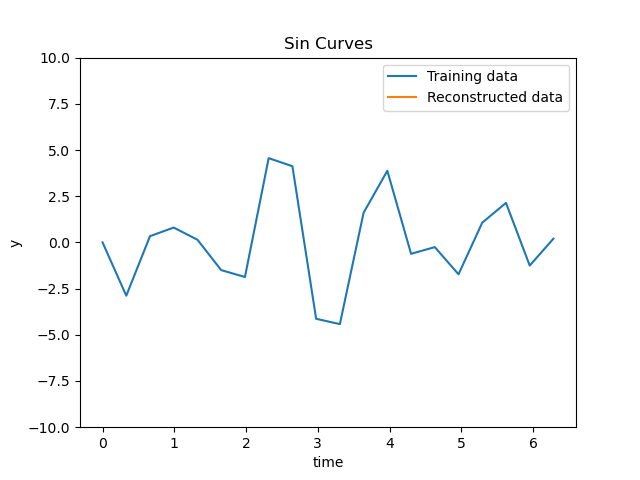 Sin Curves
Training data
Reconstructed data
10.0
7.5
5.0
2.5
0.0
−2.5
−5.0
−7.5
−10.0
y
0 1 2 3 4 5 6
time